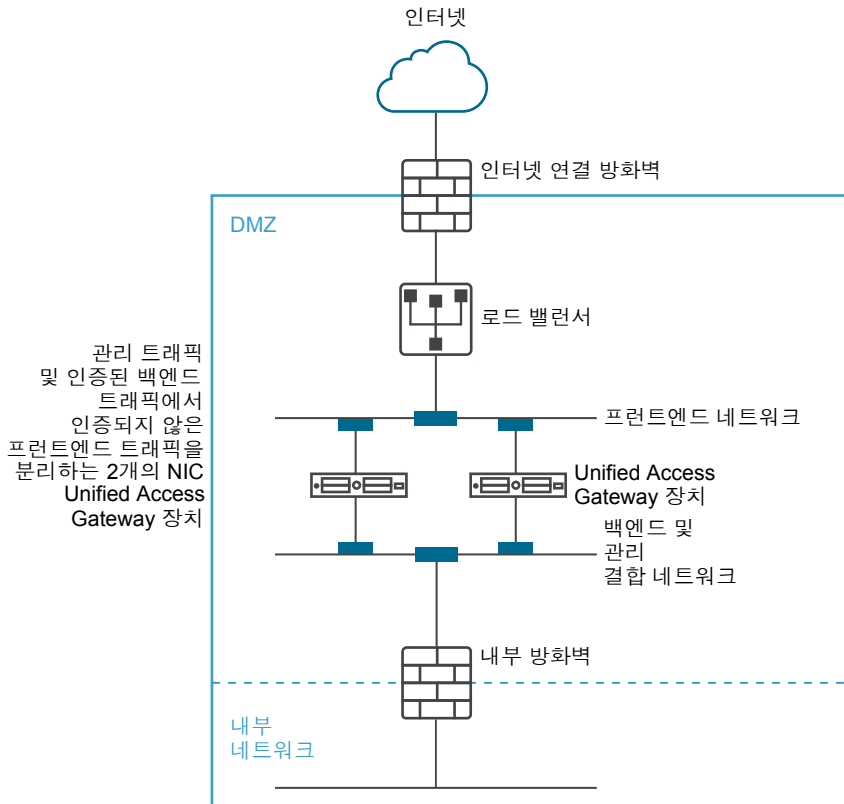 인터넷
인터넷 연결 방화벽
DMZ
로드 밸런서
관리 트래픽
및 인증된 백엔드
트래픽에서
인증되지 않은
프런트엔드 트래픽을
분리하는 2개의 NIC
Unified Access
Gateway 장치
프런트엔드 네트워크
Unified Access
Gateway 장치
백엔드 및
관리
결합 네트워크
내부 방화벽
내부
네트워크